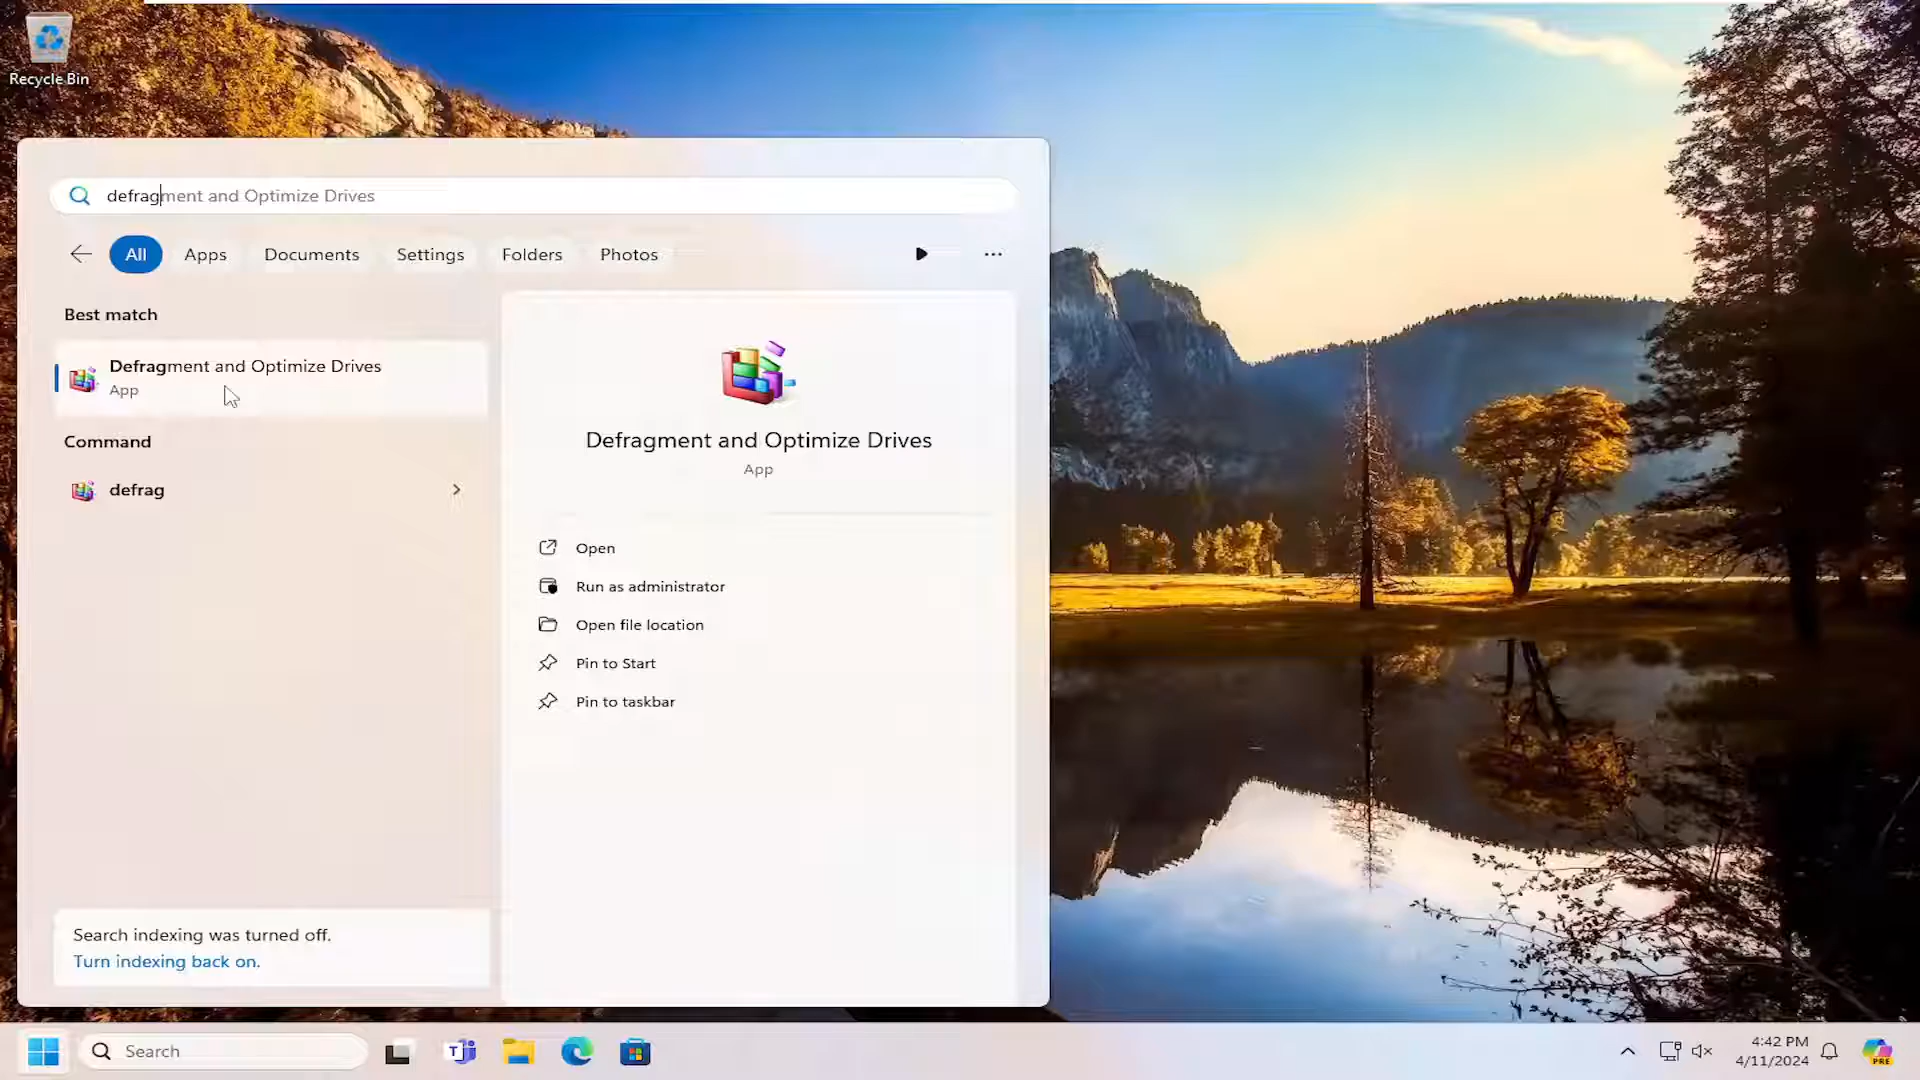 Recycle Bin
defragment and Optimize Drives
All Apps Documents Settings Folders Photos
Best match
Defragment and Optimize Drives
App
Command
defrag
Defragment and Optimize Drives
App
Open
Run as administrator
Open file location
Pin to Start
Pin to taskbar
Search indexing was turned off.
Turn indexing back on.
Search
4:42 PM
4/11/2024
PRE